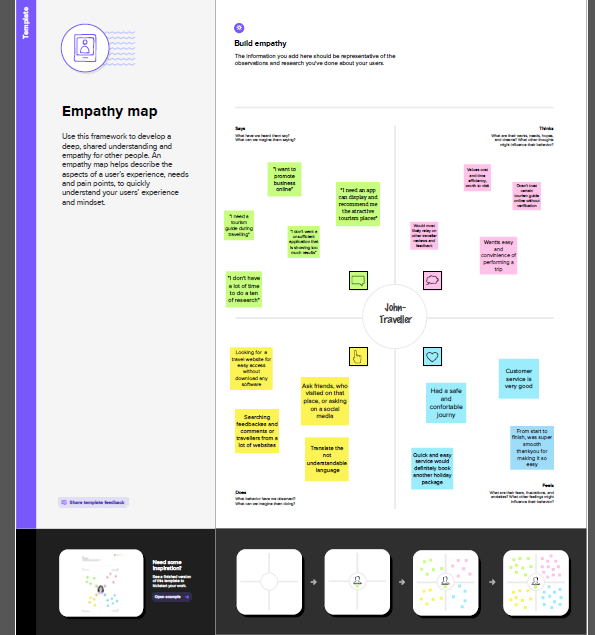 Template
Empathy map
Use this framework to develop a
deep, shared understanding and
empathy for other people. An
empathy map helps describe the
aspects of a user's experience, needs
and pain points, to quickly
understand your users' experience
and mindset.
Share template feedback
Build empathy
The information you add here should be representative of the
observations and research you've done about your users.
Says
What have we heard them say?
What can we imagine them saying?
Thinks
What are their wants, needs, hopes,
and dreams? What other thoughts
might influence their behavior?
"I want to
promote
business
online"
"I need an app
can display and
recommend me
the atractive
tourism places"
"I need a
tourism
guide during
travelling"
"I don't want a
unsufficient
application that
is showing too
much results"
"I don't have
a lot of time
to do a ten
of research"
Values cost
and time
efficiency,
worth to visit
Doesn't trust
certain
tourism guide
online without
verification
Would most
likely relay on
other traveller
reviews and
feedback
Wants easy
and
convinience of
performing a
trip
John-
Traveller
Looking for a
travel website for
easy access
without
download any
software
Ask friends, who
visited on that
place, or asking
on a social
media
Searching
feedbackes and
comments or
travellers from a
lot of websites
Translate the
not
understandable
language
Customer
service is
very good
Had a safe
and
confortable
journy
From start to
finish, was super
smooth
thankyou for
making it so
easy
Quick and easy
service would
definitely book
another holiday
package
Does
What behavior have we observed?
What can we imagine them doing?
Feels
What are their fears, frustrations, and
anxieties? What other feelings might
influence their behavior?
Need some
inspiration?
See a finished version
of this template to
kickstart your work.
Open example